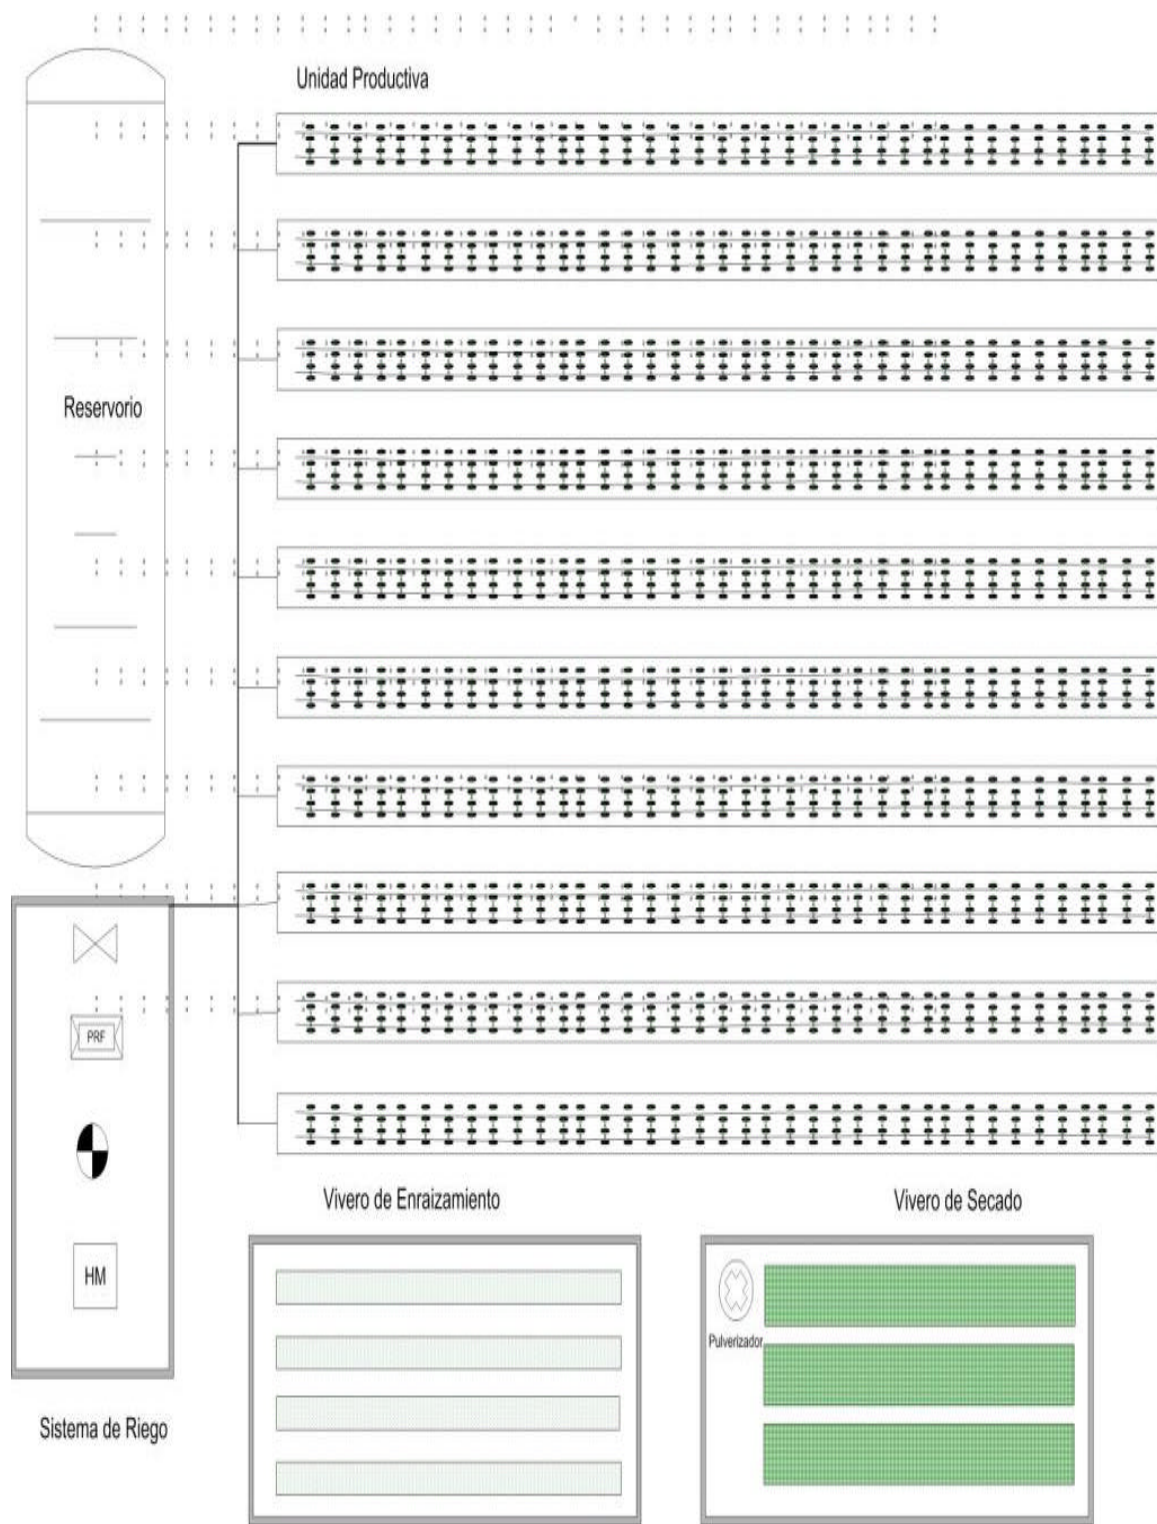 Unidad Productiva
Reservorio
PRF
HM
Sistema de Riego
Vivero de Enraizamiento
Vivero de Secado
Pulverizador